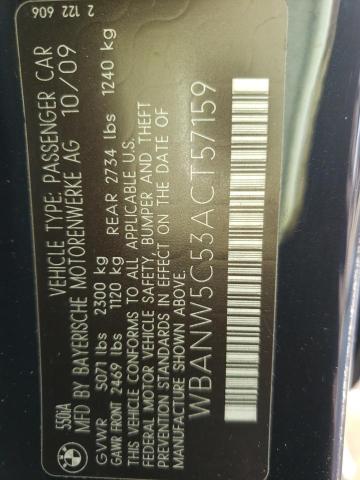 2 122 606
VEHICLE TYPE: PASSENGER CAR
550iA MFD BY BAYERISCHE MOTORENWERKE AG 10/09
GVWR 5071 lbs 2300 kg
GAWR FRONT 2469 lbs 1120 kg REAR 2734 lbs 1240 kg
THIS VEHICLE CONFORMS TO ALL APPLICABLE U.S.
FEDERAL MOTOR VEHICLE SAFETY, BUMPER AND THEFT
PREVENTION STANDARDS IN EFFECT ON THE DATE OF
MANUFACTURE SHOWN ABOVE.
WBANW5C53ACT57159